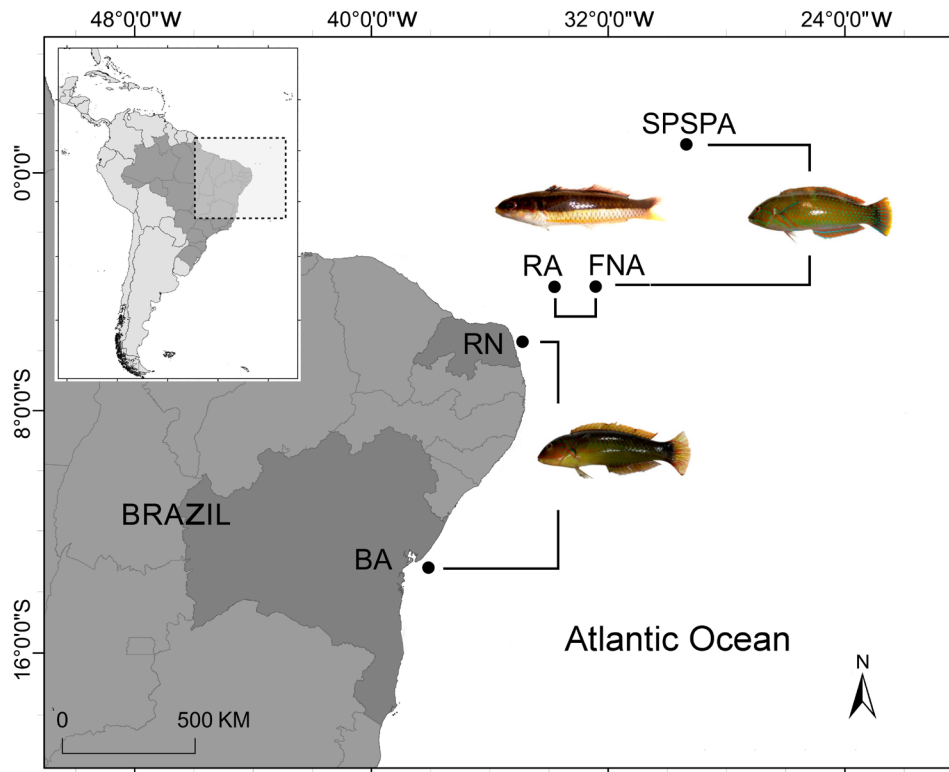 48°0'0"W 40°0'0"W 32°0'0"W 24°0'0"W
SPSPA
0°0'0"
RA FNA
RN
8°0'0"S
BRAZIL
BA
Atlantic Ocean
16°0'0"S
N
0 500 KM